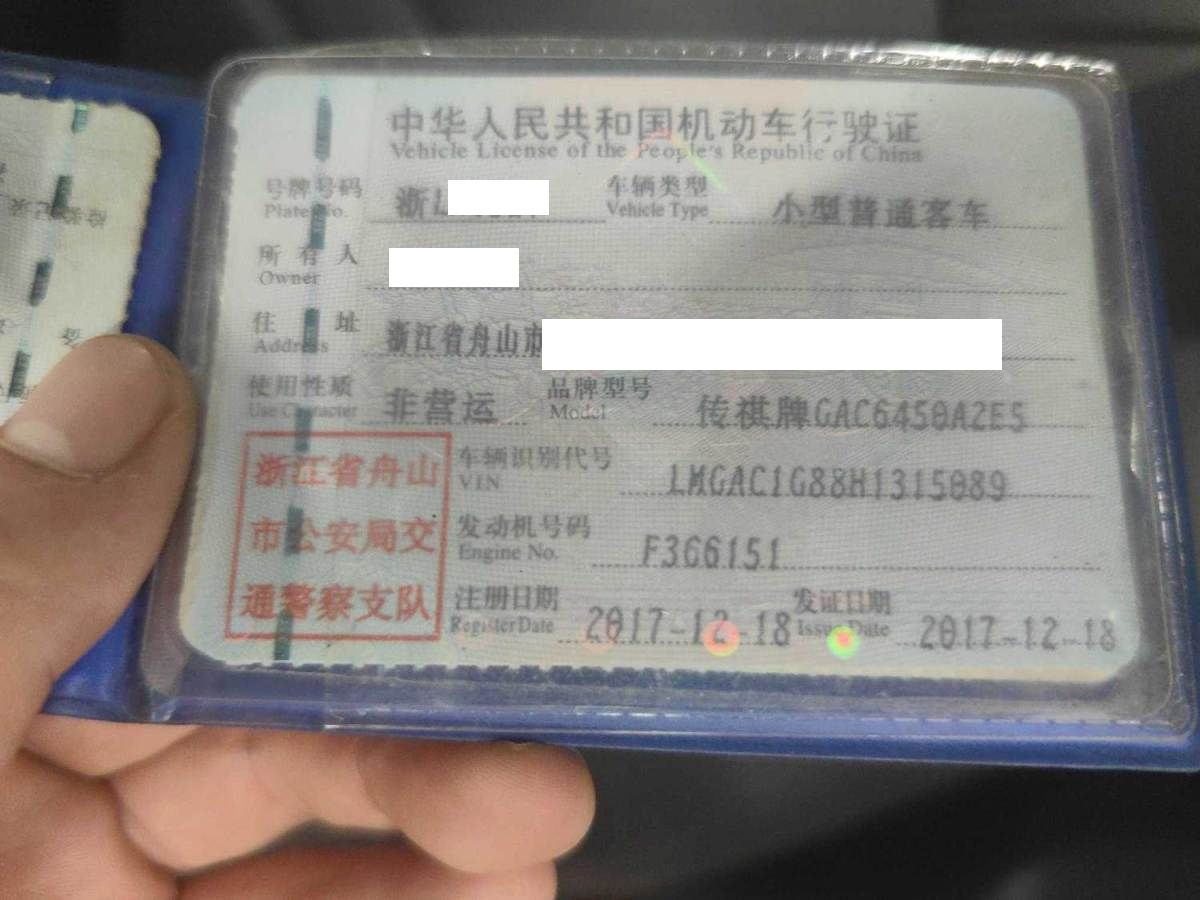 中华人民共和国机动车行驶证
Vehicle License of the People's Republic of China
号牌号码 浙L 车辆类型 小型普通客车
Plate No. Vehicle Type
所有人
Owner
住址 浙江省舟山市
Address
使用性质 非营运 品牌型号 传祺牌GAC6450A2E5
Use Character Model
浙江省舟山 车辆识别代号 LMGAC1G88H1315089
VIN
市公安局交 发动机号码 F366151
Engine No.
通警察支队 注册日期 2017-12-18 发证日期 2017-12-18
Register Date Issue Date
检验记录